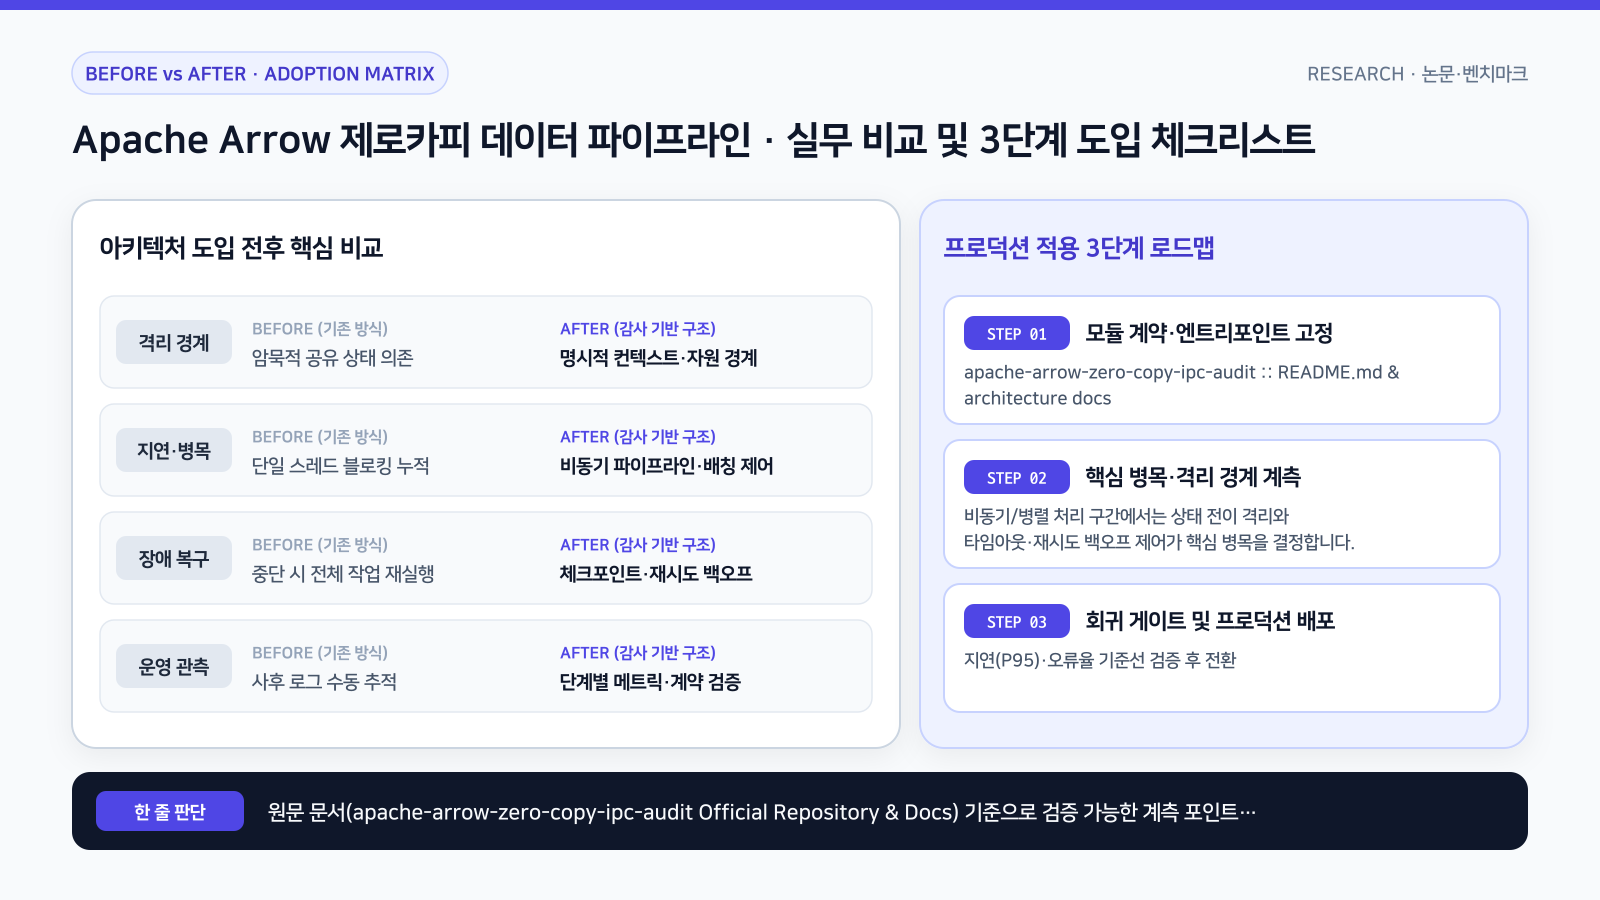 BEFORE vs AFTER · ADOPTION MATRIX
RESEARCH · 논문·벤치마크
Apache Arrow 제로카피 데이터 파이프라인 · 실무 비교 및 3단계 도입 체크리스트
아키텍처 도입 전후 핵심 비교
격리 경계
BEFORE (기존 방식)
암묵적 공유 상태 의존
AFTER (감사 기반 구조)
명시적 컨텍스트·자원 경계
지연·병목
BEFORE (기존 방식)
단일 스레드 블로킹 누적
AFTER (감사 기반 구조)
비동기 파이프라인·배칭 제어
장애 복구
BEFORE (기존 방식)
중단 시 전체 작업 재실행
AFTER (감사 기반 구조)
체크포인트·재시도 백오프
운영 관측
BEFORE (기존 방식)
사후 로그 수동 추적
AFTER (감사 기반 구조)
단계별 메트릭·계약 검증
프로덕션 적용 3단계 로드맵
STEP 01
모듈 계약·엔트리포인트 고정
apache-arrow-zero-copy-ipc-audit :: README.md &
architecture docs
STEP 02
핵심 병목·격리 경계 계측
비동기/병렬 처리 구간에서는 상태 전이 격리와
타임아웃·재시도 백오프 제어가 핵심 병목을 결정합니다.
STEP 03
회귀 게이트 및 프로덕션 배포
지연(P95)·오류율 기준선 검증 후 전환
한 줄 판단
원문 문서(apache-arrow-zero-copy-ipc-audit Official Repository & Docs) 기준으로 검증 가능한 계측 포인트…